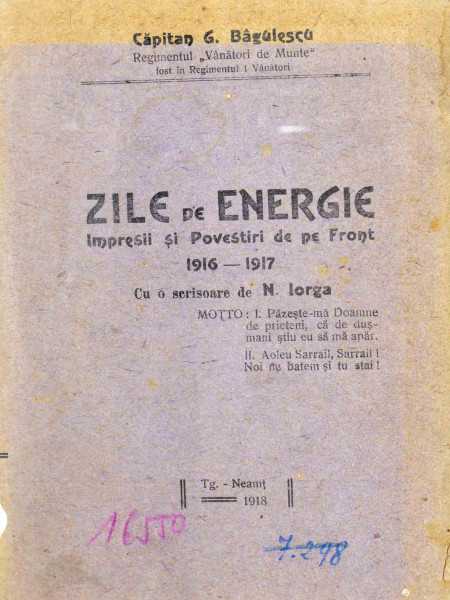 Căpitan G. Băgulescu
Regimentul „Vânători de Munte“
fost în Regimentul 1 Vânători
ZILE DE ENERGIE
Impresii și Povestiri de pe Front
1916 — 1917
Cu o scrisoare de N. Iorga
MOTTO : I. Păzește-mă Doamne
de prieteni, că de duș-
mani știu eu să mă apăr.
II. Aoleu Sarrail, Sarrail !
Noi ne batem și tu stai !
Tg. - Neamț
1918
16550
7.298